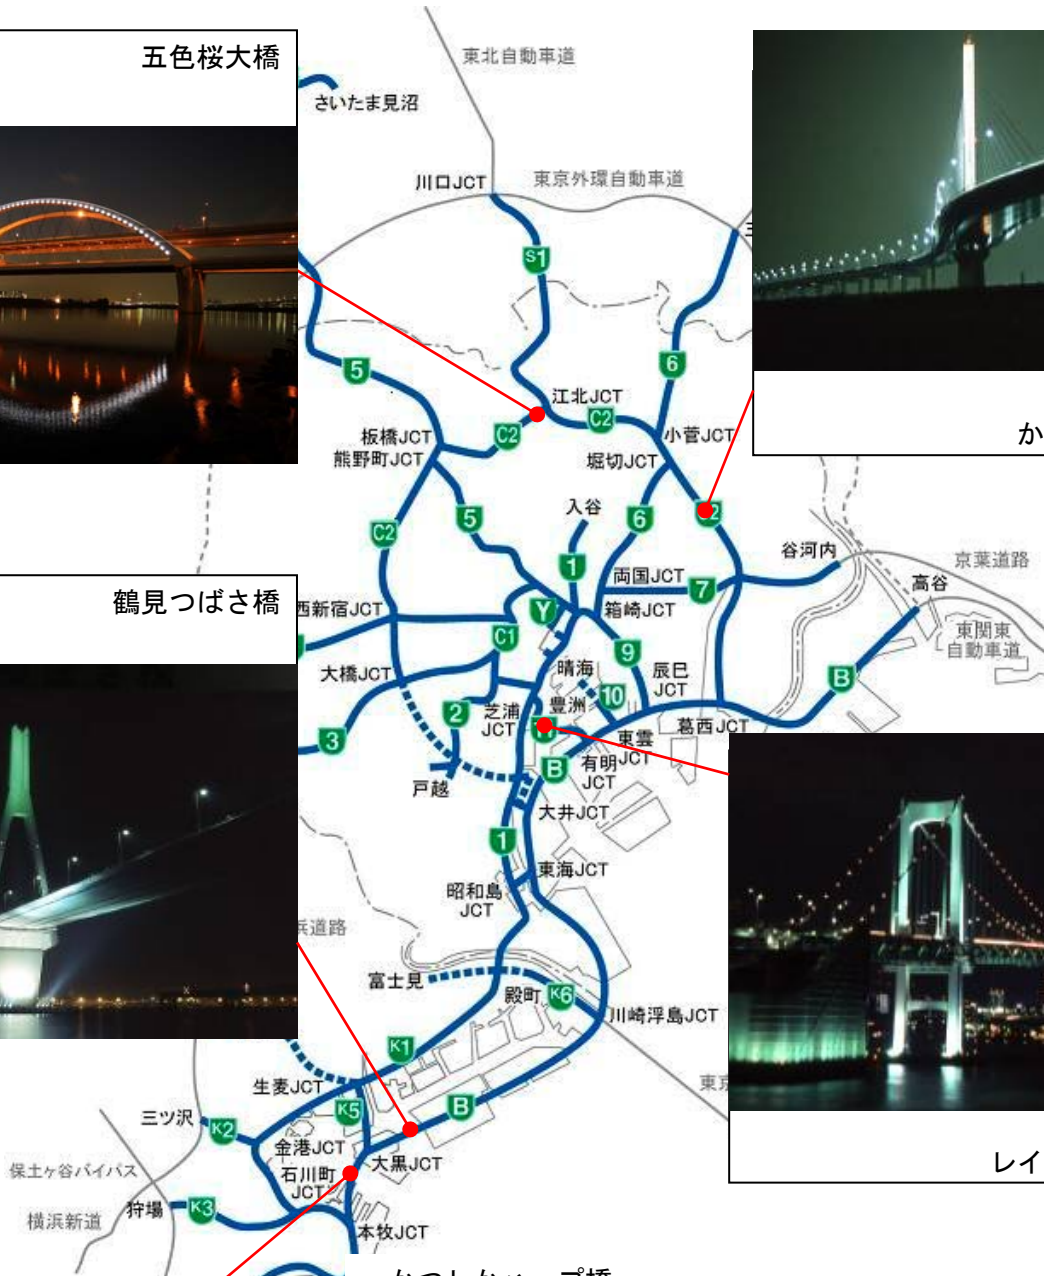 五色桜大橋
東北自動車道
さいたま見沼
川口JCT
東京外環自動車道
S1
5
6
江北JCT
C2
C2
小菅JCT
板橋JCT
熊野町JCT
堀切JCT
か
入谷
C2
5
6
谷河内
京葉道路
1
両国JCT
7
高谷
鶴見つばさ橋
西新宿JCT
Y
箱崎JCT
東関東
自動車道
C1
9
大橋JCT
晴海
辰巳
JCT
B
10
2
芝浦
JCT
豊洲
葛西JCT
3
東雲
JCT
有明
JCT
B
戸越
大井JCT
1
東海JCT
昭和島
JCT
浜道路
富士見
殿町
K6
川崎浮島JCT
K1
生麦JCT
東京
三ツ沢
K2
K5
B
金港JCT
大黒JCT
レイ
保土ヶ谷バイパス
石川町
JCT
狩場
K3
横浜新道
本牧JCT